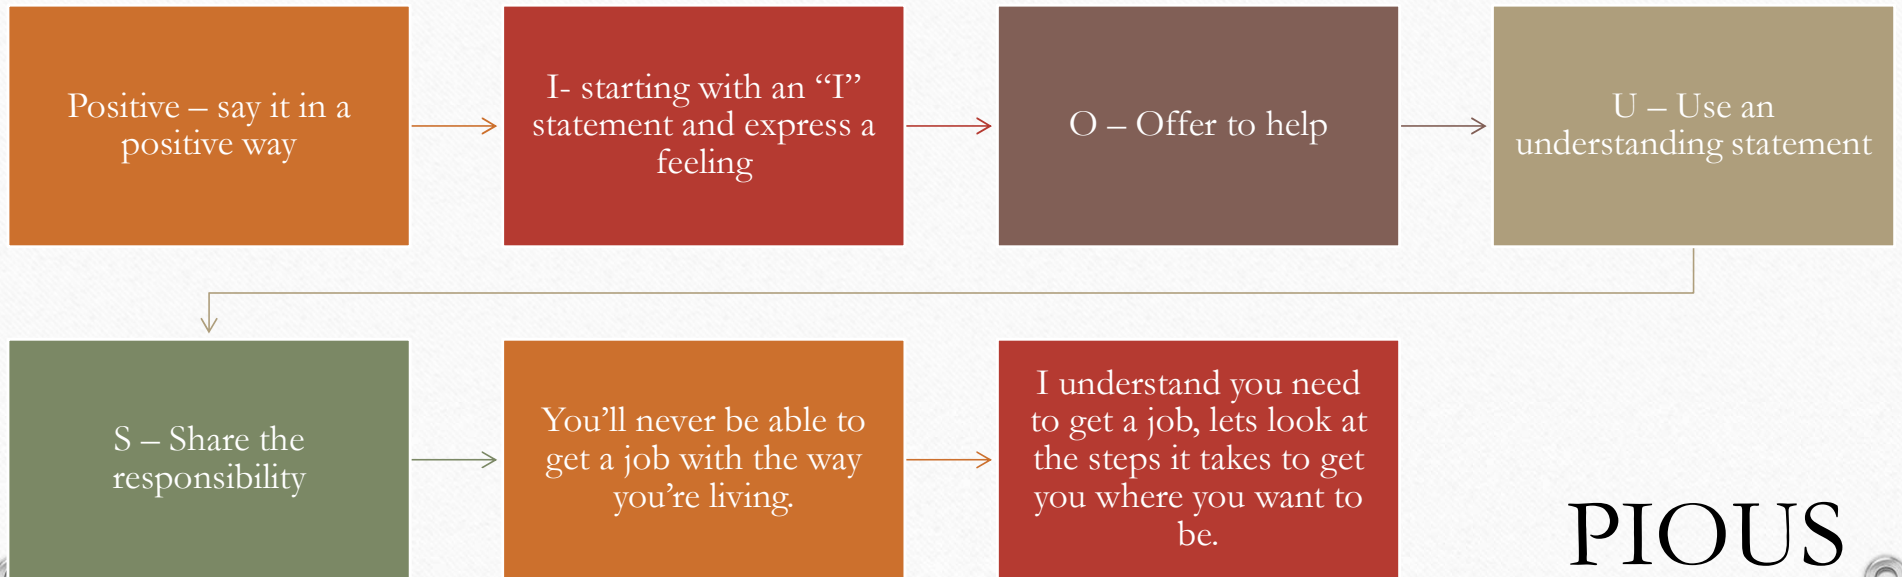 Positive – say it in a
positive way
I- starting with an “I”
statement and express a
feeling
O – Offer to help
U – Use an
understanding statement
S – Share the
responsibility
You’ll never be able to
get a job with the way
you’re living.
I understand you need
to get a job, lets look at
the steps it takes to get
you where you want to
be.
PIOUS